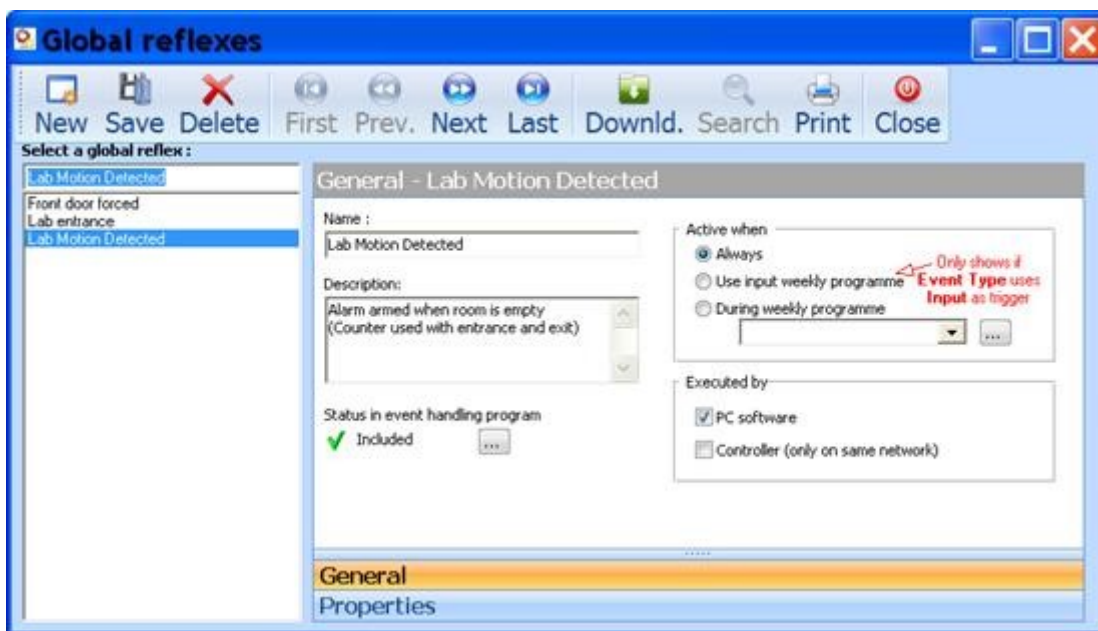 Global reflexes
New Save Delete First Prev. Next Last Downld. Search Print Close
Select a global reflex :
Lab Motion Detected
Front door forced
Lab entrance
Lab Motion Detected
General - Lab Motion Detected
Name :
Lab Motion Detected
Description:
Alarm armed when room is empty
(Counter used with entrance and exit)
Status in event handling program
Included
...
Active when
Always
Use input weekly programme
During weekly programme
...
Only shows if
Event Type uses
Input as trigger
Executed by
PC software
Controller (only on same network)
General
Properties